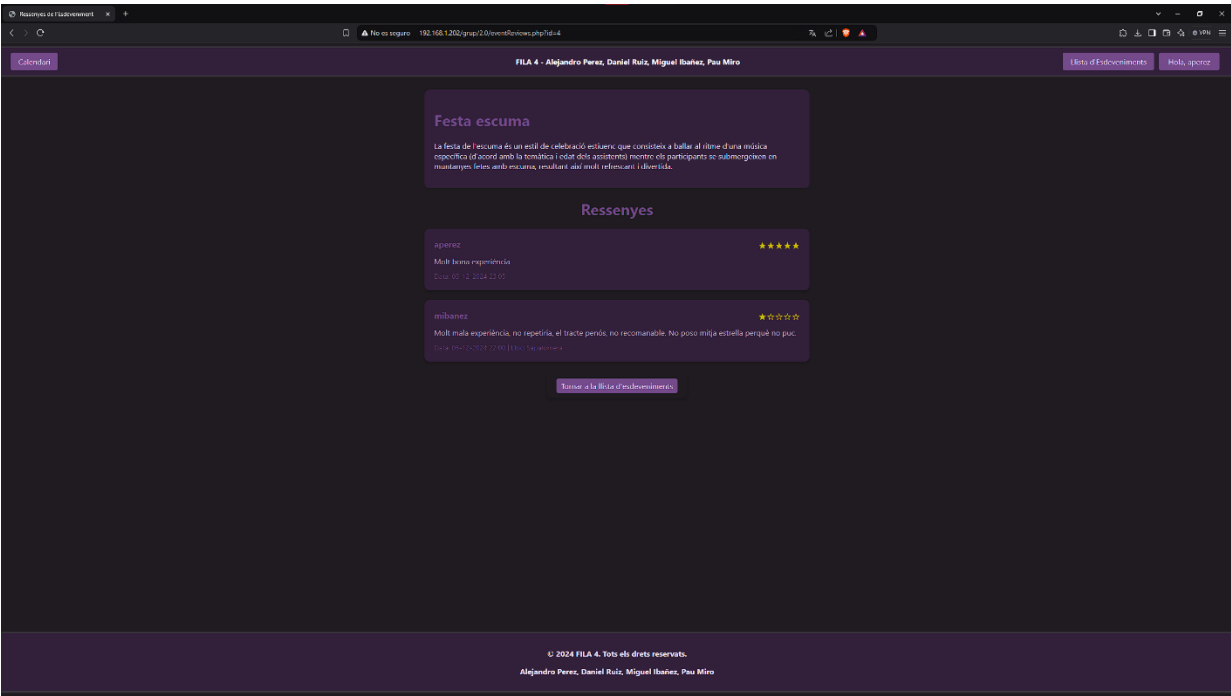 Ressenyes de l'Esdeveniment
No es seguro 192.168.1.202/grup/2.0/eventReviews.php?id=4
VPN
Calendari
FILA 4 - Alejandro Perez, Daniel Ruiz, Miguel Ibañez, Pau Miro
Llista d'Esdeveniments
Hola, aperez
Festa escuma
La festa de l'escuma és un estil de celebració estiuenc que consisteix a ballar al ritme d'una música
específica (d'acord amb la temàtica i edat dels assistents) mentre els participants se submergeixen en
muntanyes fetes amb escuma, resultant així molt refrescant i divertida.
Ressenyes
aperez ★★★★★
Molt bona experiència
Data:
mibanez ★☆☆☆☆
Molt mala experiència, no repetiria, el tracte penós, no recomanable. No poso mitja estrella perquè no puc.
Data:
Tornar a la llista d'esdeveniments
© 2024 FILA 4. Tots els drets reservats.
Alejandro Perez, Daniel Ruiz, Miguel Ibañez, Pau Miro